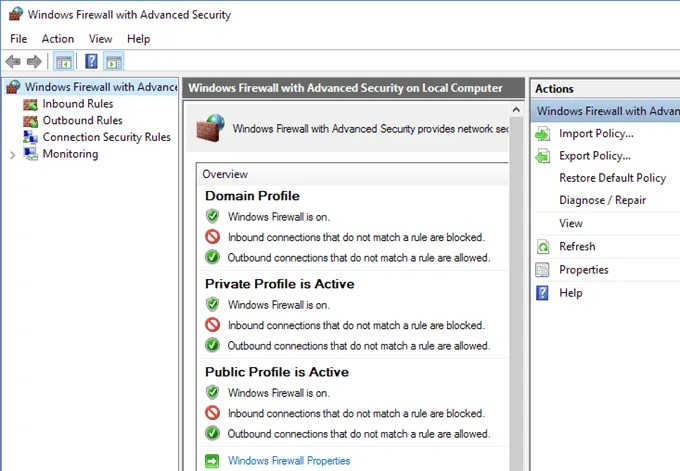 Windows Firewall with Advanced Security
File Action View Help
Windows Firewall with Advance
Inbound Rules
Outbound Rules
Connection Security Rules
Monitoring
Windows Firewall with Advanced Security on Local Computer
Windows Firewall with Advanced Security provides network sec
Overview
Domain Profile
Windows Firewall is on.
Inbound connections that do not match a rule are blocked.
Outbound connections that do not match a rule are allowed.
Private Profile is Active
Windows Firewall is on.
Inbound connections that do not match a rule are blocked.
Outbound connections that do not match a rule are allowed.
Public Profile is Active
Windows Firewall is on.
Inbound connections that do not match a rule are blocked.
Outbound connections that do not match a rule are allowed.
Windows Firewall Properties
Actions
Windows Firewall with Advan
Import Policy...
Export Policy...
Restore Default Policy
Diagnose / Repair
View
Refresh
Properties
Help